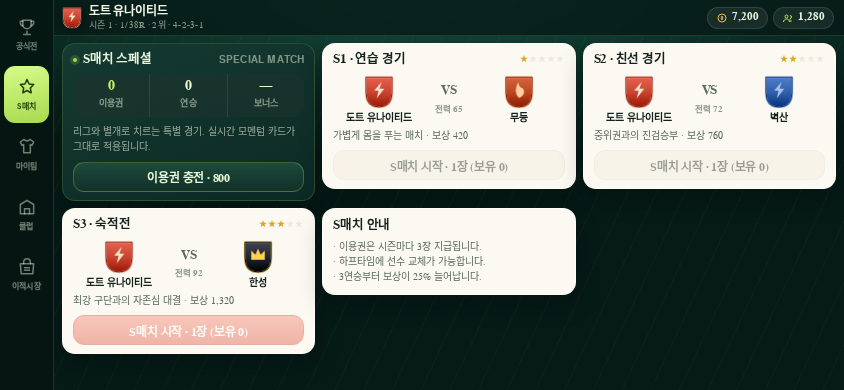 도트 유나이티드
시즌 1 · 1/38R · 2위 · 4-2-3-1
7,200
1,280
공식전
S매치
마이팀
클럽
이적시장
S매치 스페셜
SPECIAL MATCH
0
0
—
이용권
연승
보너스
리그와 별개로 치르는 특별 경기. 실시간 모멘텀 카드가
그대로 적용됩니다.
이용권 충전 · 800
S1 · 연습 경기
★★★★★
VS
전력 65
도트 유나이티드
무등
가볍게 몸을 푸는 매치 · 보상 420
S매치 시작 · 1장 (보유 0)
S2 · 친선 경기
★★★★★
VS
전력 72
도트 유나이티드
벽산
중위권과의 진검승부 · 보상 760
S매치 시작 · 1장 (보유 0)
S3 · 숙적전
★★★★★
VS
전력 92
도트 유나이티드
한성
최강 구단과의 자존심 대결 · 보상 1,320
S매치 시작 · 1장 (보유 0)
S매치 안내
· 이용권은 시즌마다 3장 지급됩니다.
· 하프타임에 선수 교체가 가능합니다.
· 3연승부터 보상이 25% 늘어납니다.